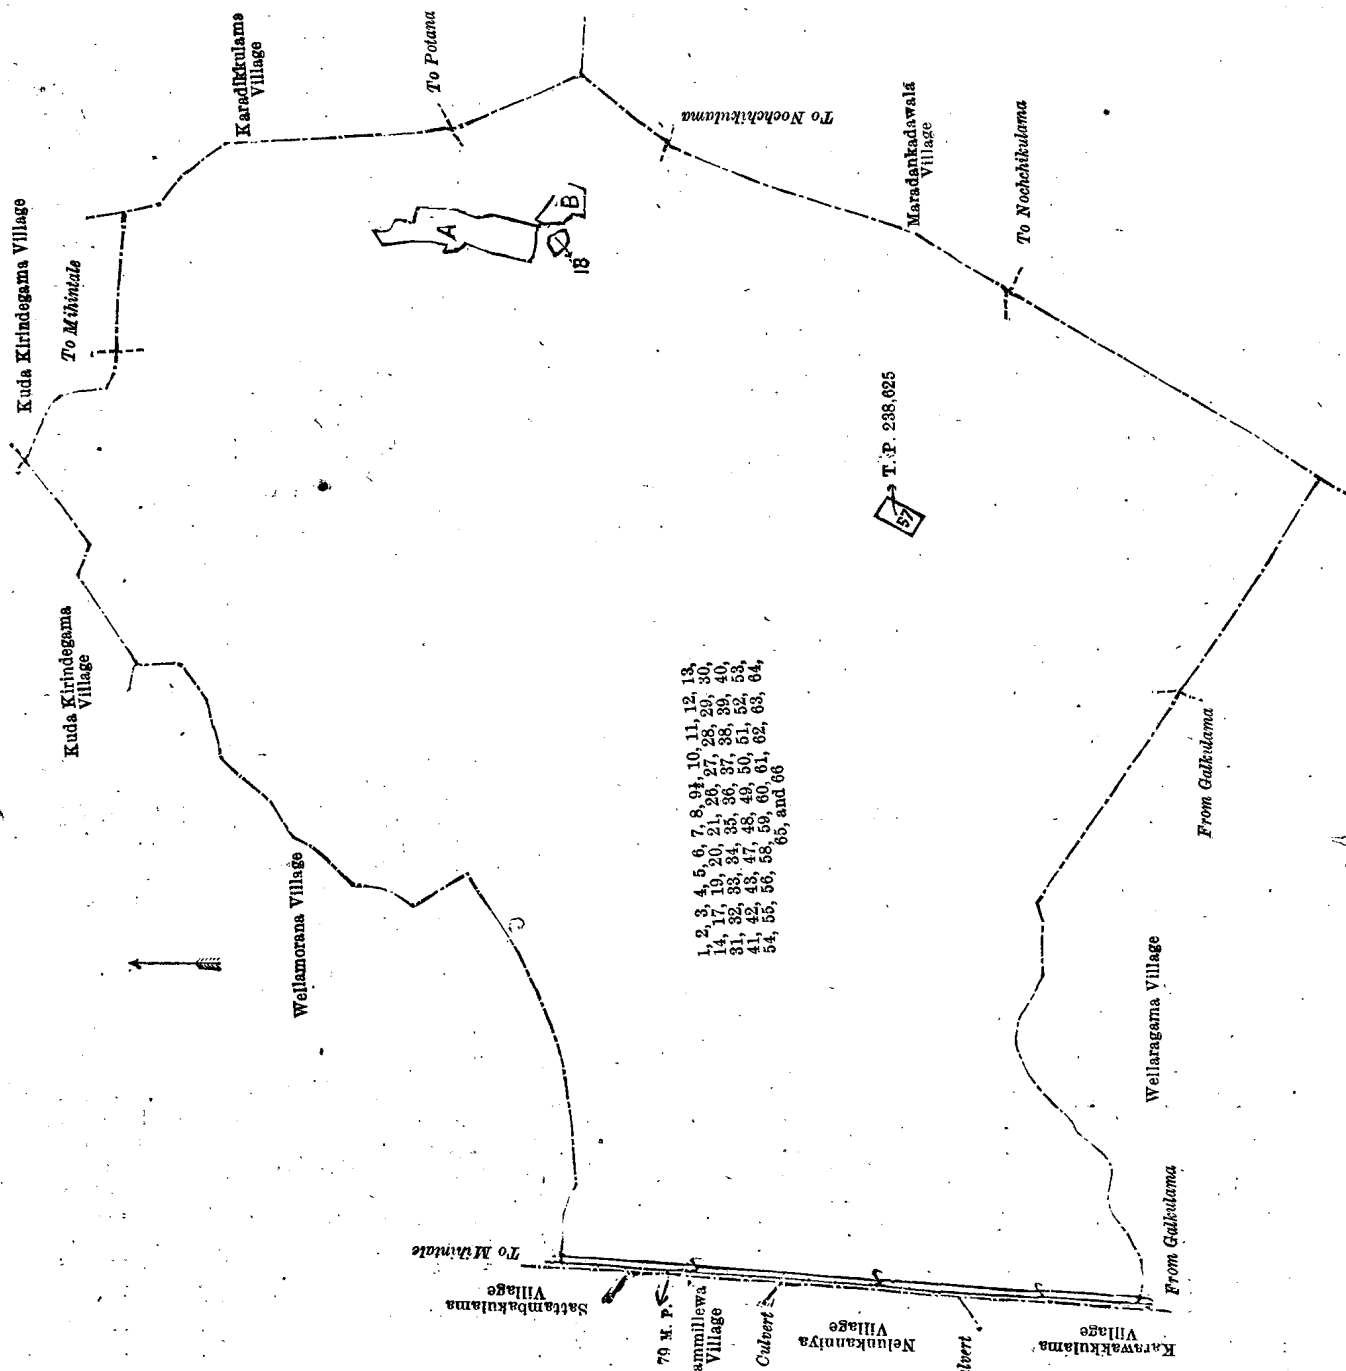 Kuda Kirindegama Village
To Mihintale
Karadikkulama
Village
To Potana
To Nochchikulama
Maradankadawala
Village
To Nochchikulama
A
B
18
T. P. 238,625
57
Kuda Kirindegama
Village
Wellamorana Village
1, 2, 3, 4, 5, 6, 7, 8, 9½, 10, 11, 12, 13,
14, 17, 19, 20, 21, 26, 27, 28, 29, 30,
31, 32, 33, 34, 35, 36, 37, 38, 39, 40,
41, 42, 43, 47, 48, 49, 50, 51, 52, 53,
54, 55, 56, 58, 59, 60, 61, 62, 63, 64,
65, and 66
From Galkulama
Wellaragama Village
From Galkulama
To Mihintale
Sattambakulama
Village
79 M. P.
ammillewa
Village
Culvert
Nelunkanniya
Village
lvert
Karawakkulama
Village